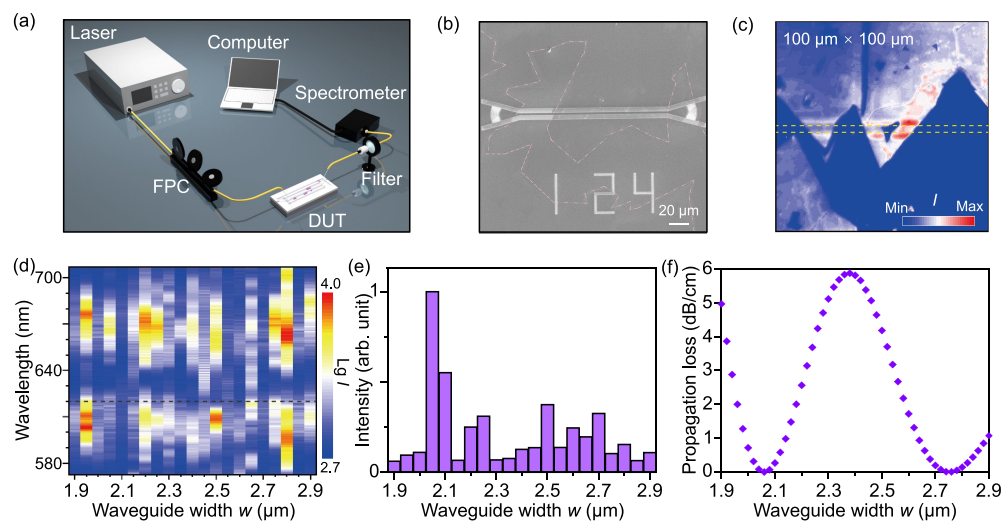 (a)
Laser
Computer
Spectrometer
FPC
Filter
DUT
(b)
1 2 4
20 μm
(c)
100 μm × 100 μm
I
Min
Max
(d)
700
640
580
Wavelength (nm)
1.9 2.1 2.3 2.5 2.7 2.9
Waveguide width w (μm)
4.0
Lg I
2.7
(e)
1
0
Intensity (arb. unit)
1.9 2.1 2.3 2.5 2.7 2.9
Waveguide width w (μm)
(f)
6
5
4
3
2
1
0
Propagation loss (dB/cm)
1.9 2.1 2.3 2.5 2.7 2.9
Waveguide width w (μm)